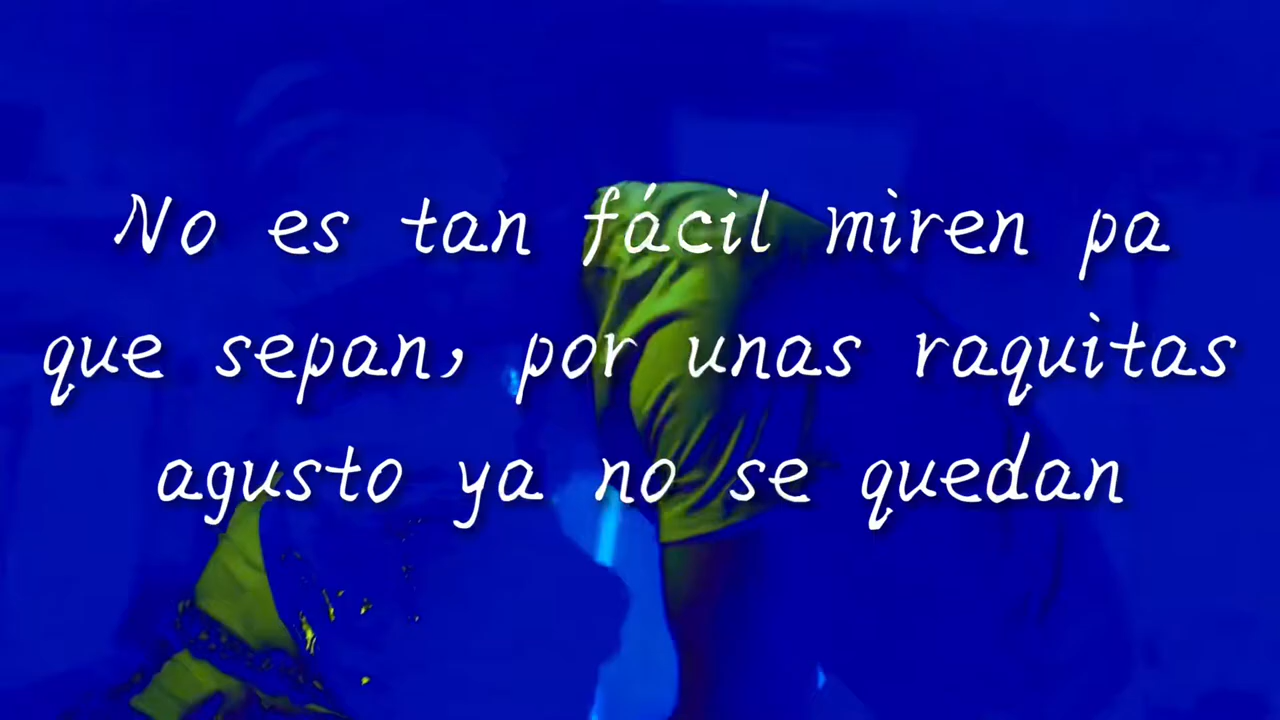 No es tan fácil miren pa
que sepan, por unas raquitas
agusto ya no se quedan